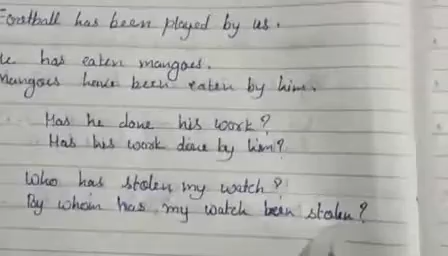 Football has been played by us.
He has eaten mangoes.
Mangoes have been eaten by him.
Has he done his work?
Has his work done by him?
Who has stolen my watch?
By whom has my watch been stolen?